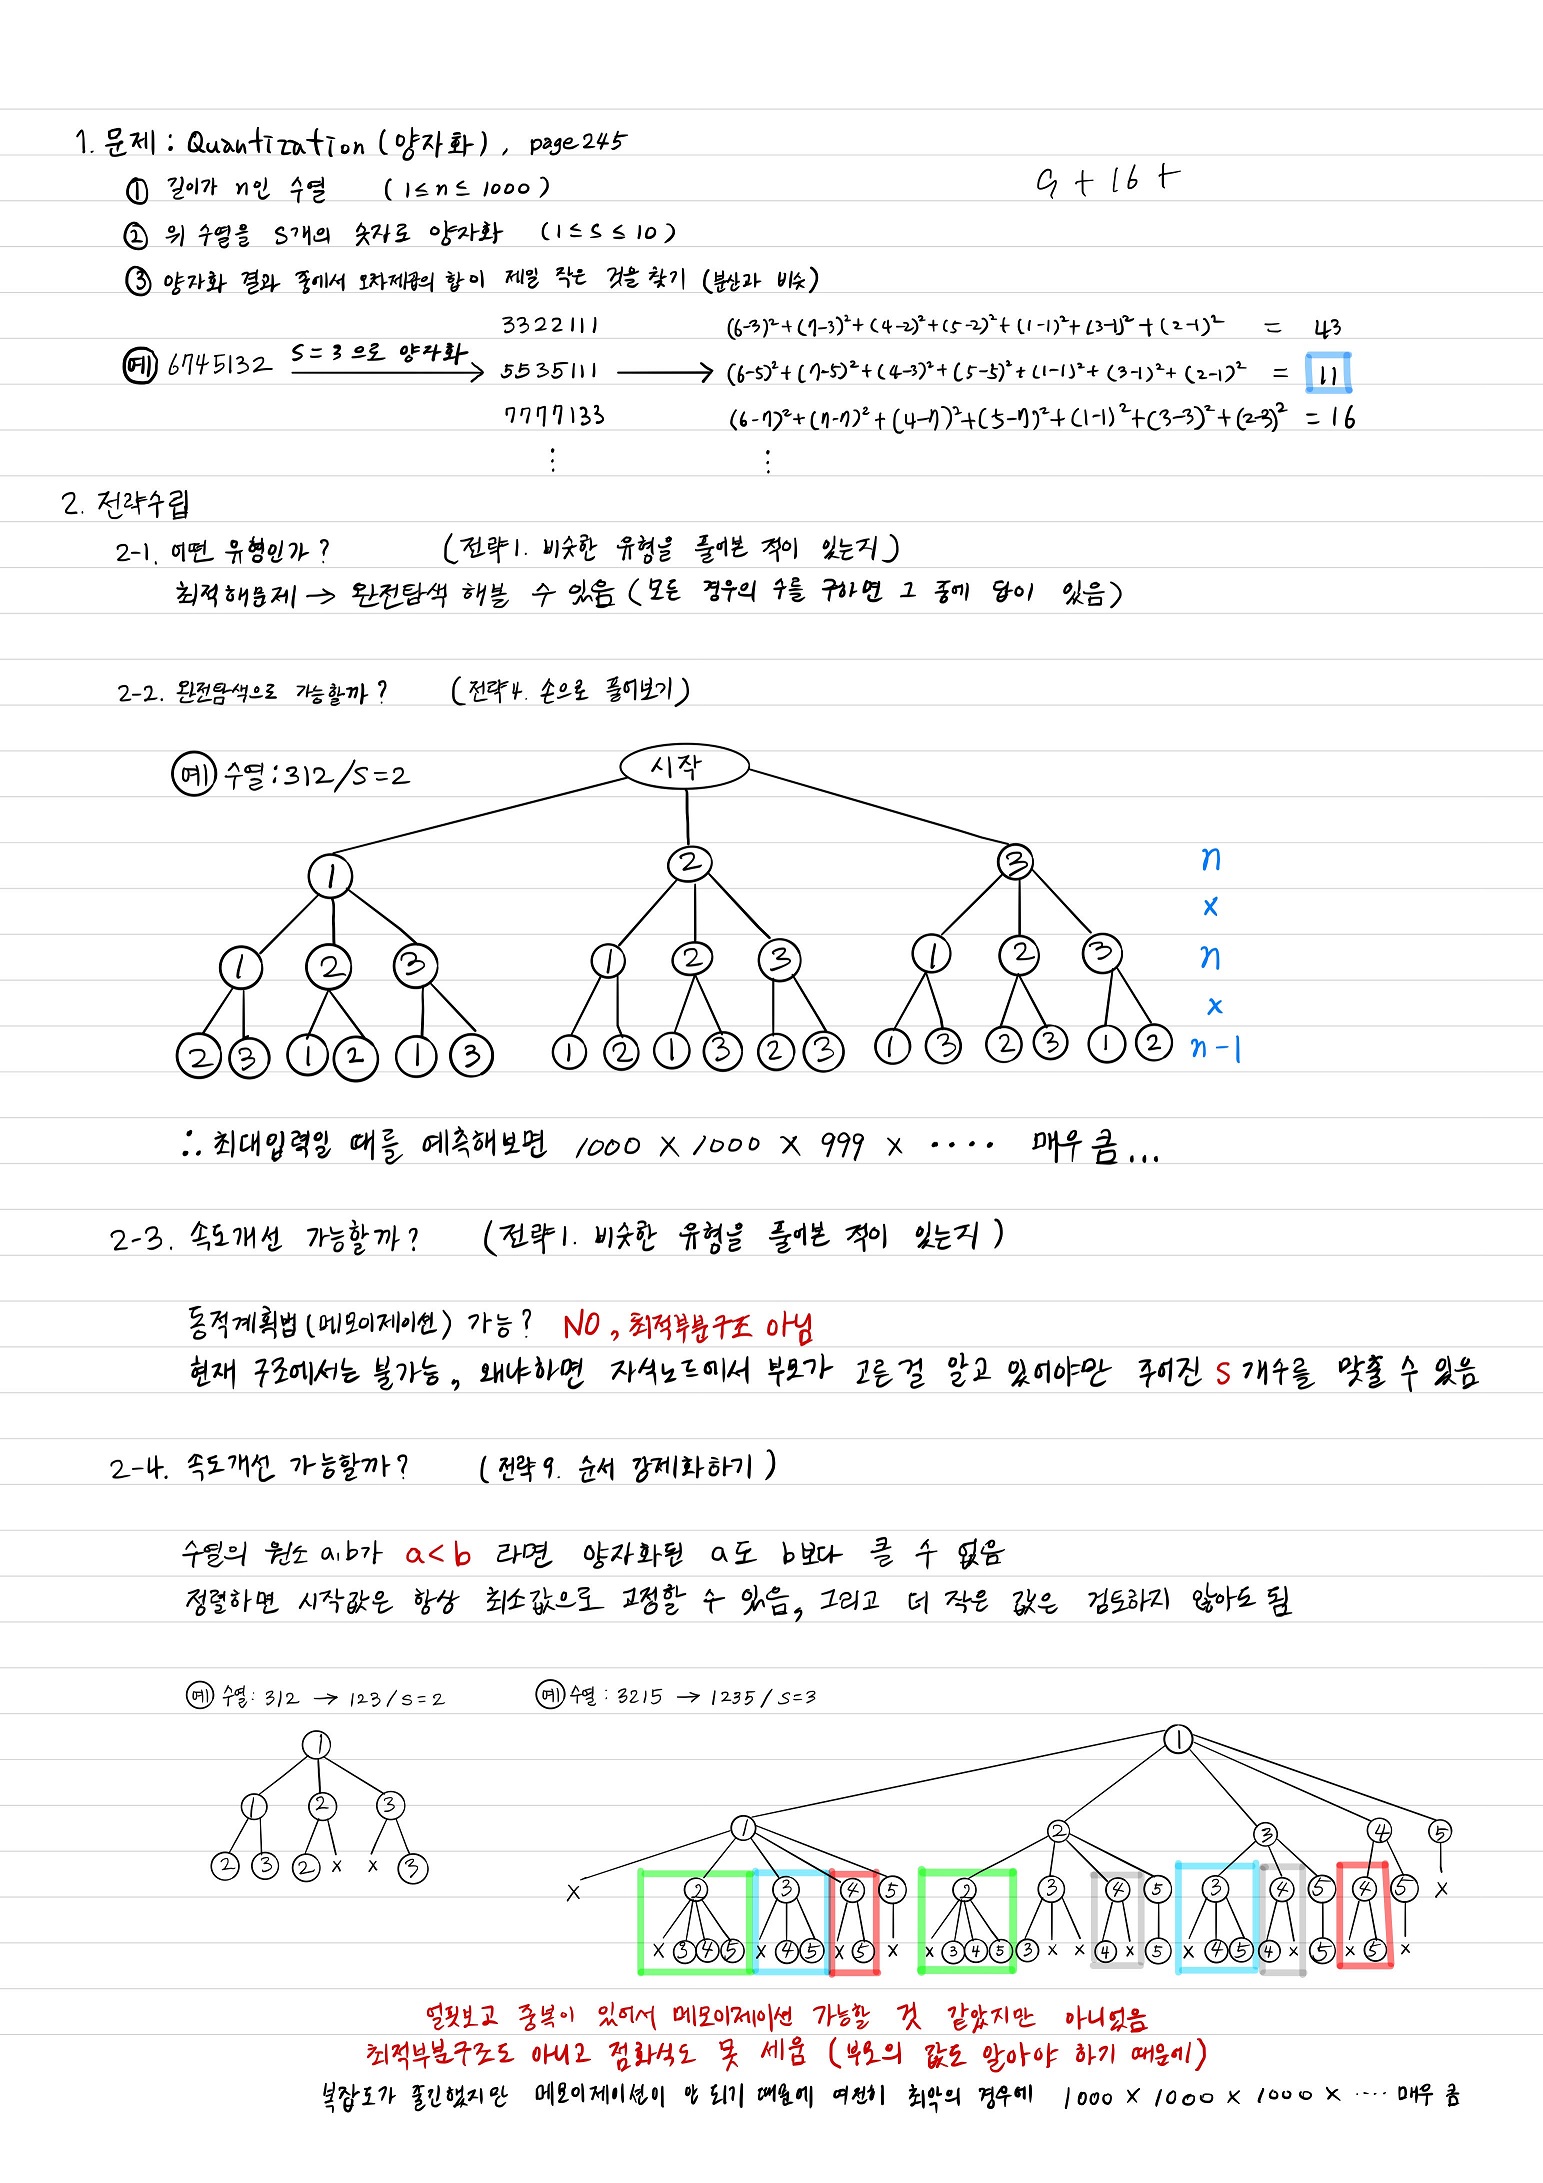 1. 문제 : Quantization (양자화), page 245
9 + 16 +
① 길이가 n인 수열 (1≤n≤ 1000)
② 위 수열을 S개의 숫자로 양자화 (1≤S≤10)
③ 양자화 결과 중에서 오차제곱의 합이 제일 작은 것을 찾기 (분산과 비슷)
3322111 (6-3)²+(7-3)²+(4-2)²+(5-2)²+(1-1)²+(3-1)²+(2-1)² = 43
예 6745132 S=3으로 양자화 → 5535111 → (6-5)²+(7-5)²+(4-3)²+(5-5)²+(1-1)²+(3-1)²+(2-1)² = 11
7777133 (6-7)²+(7-7)²+(4-7)²+(5-7)²+(1-1)²+(3-3)²+(2-3)² = 16
⋮ ⋮
2. 전략수립
2-1. 어떤 유형인가? (전략1. 비슷한 유형을 풀어본 적이 있는지)
최적해문제 → 완전탐색 해볼 수 있음 (모든 경우의 수를 구하면 그 중에 답이 있음)
2-2. 완전탐색으로 가능할까? (전략4. 손으로 풀어보기)
예 수열:312/S=2 시작
1 2 3 n
x
1 2 3 1 2 3 1 2 3 n
x
2 3 1 2 1 3 1 2 1 3 2 3 1 3 2 3 1 2 n-1
∴ 최대입력일 때를 예측해보면 1000 X 1000 X 999 X ···· 매우 큼...
2-3. 속도개선 가능할까? (전략1. 비슷한 유형을 풀어본 적이 있는지)
동적계획법(메모이제이션) 가능? NO, 최적부분구조 아님
현재 구조에서는 불가능, 왜냐하면 자식노드에서 부모가 고른걸 알고 있어야만 주어진 S 개수를 맞출 수 있음
2-4. 속도개선 가능할까? (전략9. 순서 강제화하기)
수열의 원소 a,b가 a<b 라면 양자화된 a도 b보다 클 수 없음
정렬하면 시작값은 항상 최소값으로 고정할 수 있음, 그리고 더 작은 값은 검토하지 않아도 됨
예 수열: 312 → 123/S=2 예 수열: 3215 → 1235/S=3
1 1
1 2 3 1 2 3 4 5
2 3 2 x x 3 x 2 3 4 5 2 3 4 5 3 4 5 4 5 x
x 3 4 5 x 4 5 x 5 x x 3 4 5 3 x x 4 x 5 x 4 5 4 x 5 x 5 x
얼핏보고 중복이 있어서 메모이제이션 가능할 것 같았지만 아니었음
최적부분구조도 아니고 점화식도 못 세움 (부모의 값도 알아야 하기 때문에)
복잡도가 줄긴했지만 메모이제이션이 안 되기 때문에 여전히 최악의 경우에 1000 X 1000 X 1000 X ···· 매우 큼